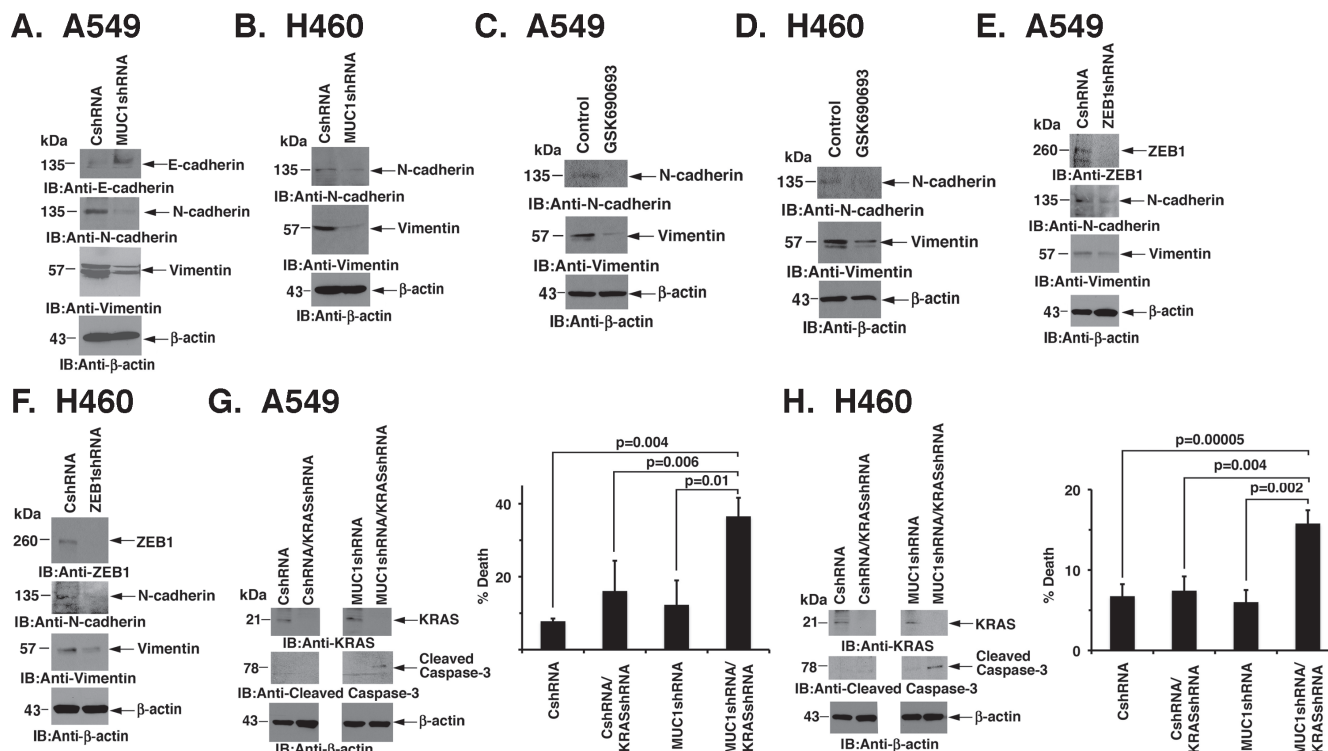 A. A549
CshRNA
MUC1shRNA
kDa
135
E-cadherin
IB:Anti-E-cadherin
135
N-cadherin
IB:Anti-N-cadherin
57
Vimentin
IB:Anti-Vimentin
43
β-actin
IB:Anti-β-actin
B. H460
CshRNA
MUC1shRNA
kDa
135
N-cadherin
IB:Anti-N-cadherin
57
Vimentin
IB:Anti-Vimentin
43
β-actin
IB:Anti-β-actin
C. A549
Control
GSK690693
kDa
135
N-cadherin
IB:Anti-N-cadherin
57
Vimentin
IB:Anti-Vimentin
43
β-actin
IB:Anti-β-actin
D. H460
Control
GSK690693
kDa
135
N-cadherin
IB:Anti-N-cadherin
57
Vimentin
IB:Anti-Vimentin
43
β-actin
IB:Anti-β-actin
E. A549
CshRNA
ZEB1shRNA
kDa
260
ZEB1
IB:Anti-ZEB1
135
N-cadherin
IB:Anti-N-cadherin
57
Vimentin
IB:Anti-Vimentin
43
β-actin
IB:Anti-β-actin
F. H460
CshRNA
ZEB1shRNA
kDa
260
ZEB1
IB:Anti-ZEB1
135
N-cadherin
IB:Anti-N-cadherin
57
Vimentin
IB:Anti-Vimentin
43
β-actin
IB:Anti-β-actin
G. A549
CshRNA
CshRNA/KRASshRNA
MUC1shRNA
MUC1shRNA/KRASshRNA
kDa
21
KRAS
IB:Anti-KRAS
78
Cleaved
Caspase-3
IB:Anti-Cleaved Caspase-3
43
β-actin
IB:Anti-β-actin
p=0.004
p=0.006
p=0.01
40
20
% Death
CshRNA
CshRNA/
KRASshRNA
MUC1shRNA
MUC1shRNA/
KRASshRNA
H. H460
CshRNA
CshRNA/KRASshRNA
MUC1shRNA
MUC1shRNA/KRASshRNA
kDa
21
KRAS
IB:Anti-KRAS
78
Cleaved
Caspase-3
IB:Anti-Cleaved Caspase-3
43
β-actin
IB:Anti-β-actin
p=0.00005
p=0.004
p=0.002
20
10
0
% Death
CshRNA
CshRNA/
KRASshRNA
MUC1shRNA
MUC1shRNA/
KRASshRNA